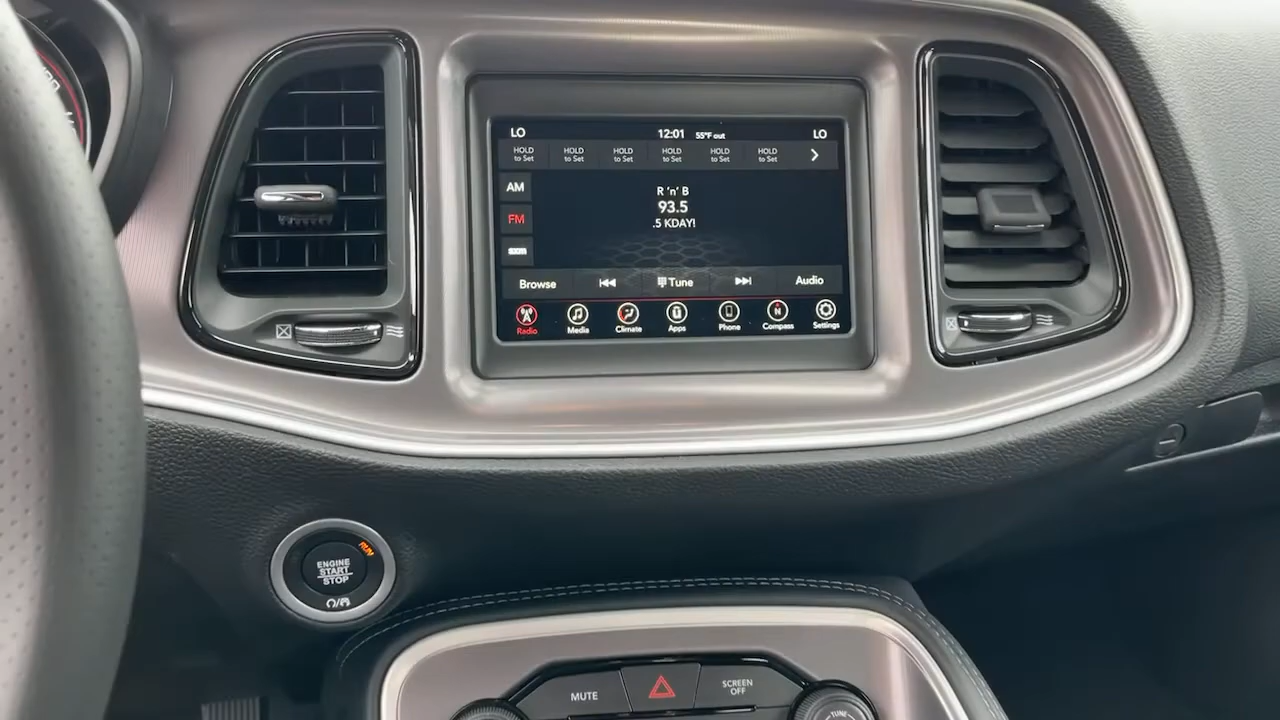 LO 12:01 55°F out LO
HOLD to Set HOLD to Set HOLD to Set HOLD to Set HOLD to Set HOLD to Set
AM
R 'n' B
93.5
FM
.5 KDAY!
sxm
Browse Tune Audio
Radio Media Climate Apps Phone N Compass Settings
RUN
ENGINE
START
STOP
MUTE
SCREEN
OFF
TUNE